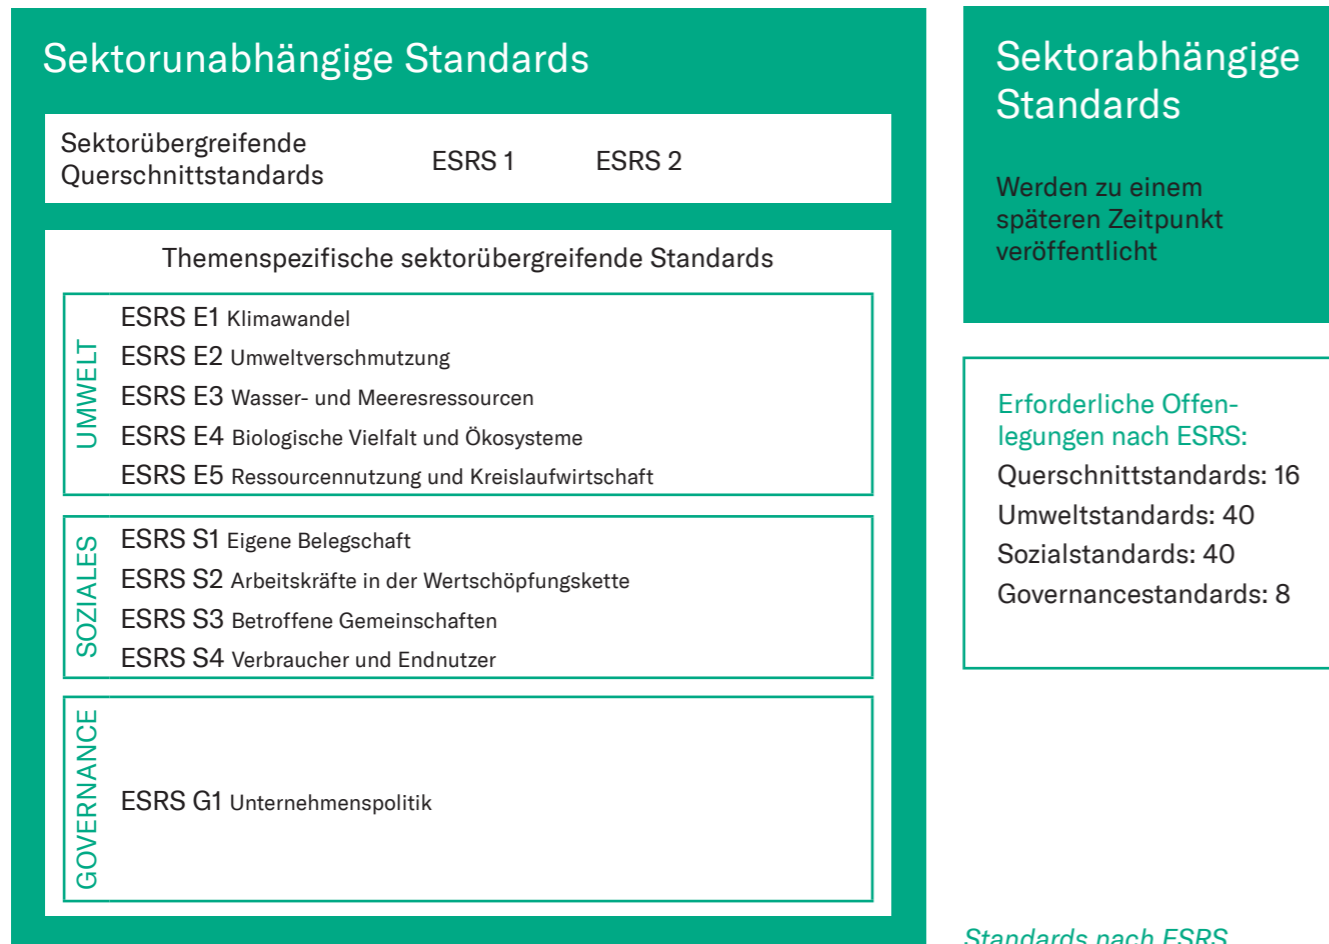 Sektorunabhängige Standards
Sektorübergreifende
Querschnittstandards
ESRS 1
ESRS 2
Themenspezifische sektorübergreifende Standards
UMWELT
ESRS E1 Klimawandel
ESRS E2 Umweltverschmutzung
ESRS E3 Wasser- und Meeresressourcen
ESRS E4 Biologische Vielfalt und Ökosysteme
ESRS E5 Ressourcennutzung und Kreislaufwirtschaft
SOZIALES
ESRS S1 Eigene Belegschaft
ESRS S2 Arbeitskräfte in der Wertschöpfungskette
ESRS S3 Betroffene Gemeinschaften
ESRS S4 Verbraucher und Endnutzer
GOVERNANCE
ESRS G1 Unternehmenspolitik
Sektorabhängige
Standards
Werden zu einem
späteren Zeitpunkt
veröffentlicht
Erforderliche Offen-
legungen nach ESRS:
Querschnittstandards: 16
Umweltstandards: 40
Sozialstandards: 40
Governancestandards: 8
Standards nach ESRS